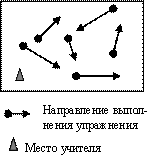 Направление выпол-
нения упражнения
Место учителя